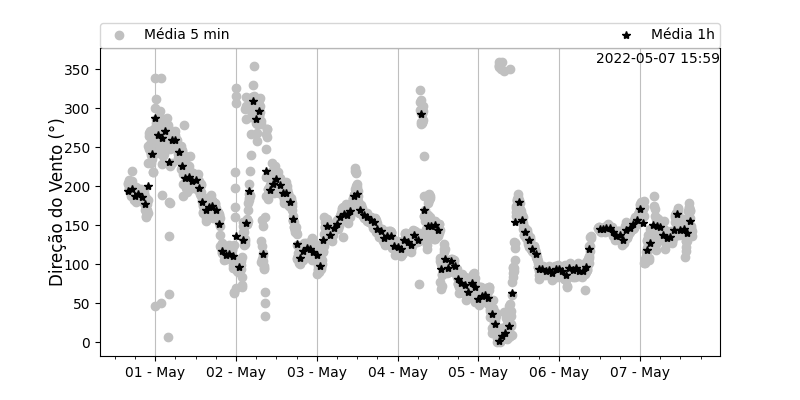 Média 5 min
Média 1h
2022-05-07 15:59
Direção do Vento (°)
350
300
250
200
150
100
50
0
01 - May
02 - May
03 - May
04 - May
05 - May
06 - May
07 - May